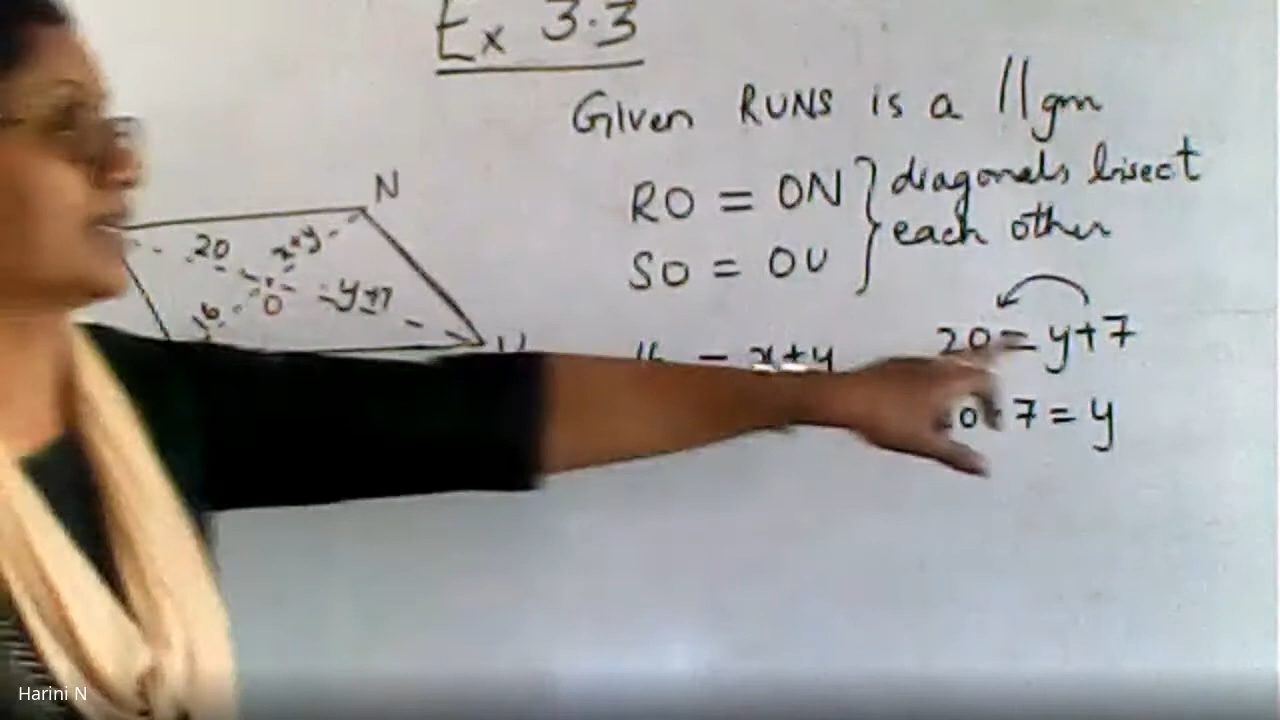 Ex 3.3
Given RUNS is a ||gm
RO = ON } diagonals bisect
SO = OU } each other
N
20
x+y
O
y+7
16
16 = x+y
20 = y+7
20-7 = y
Harini N